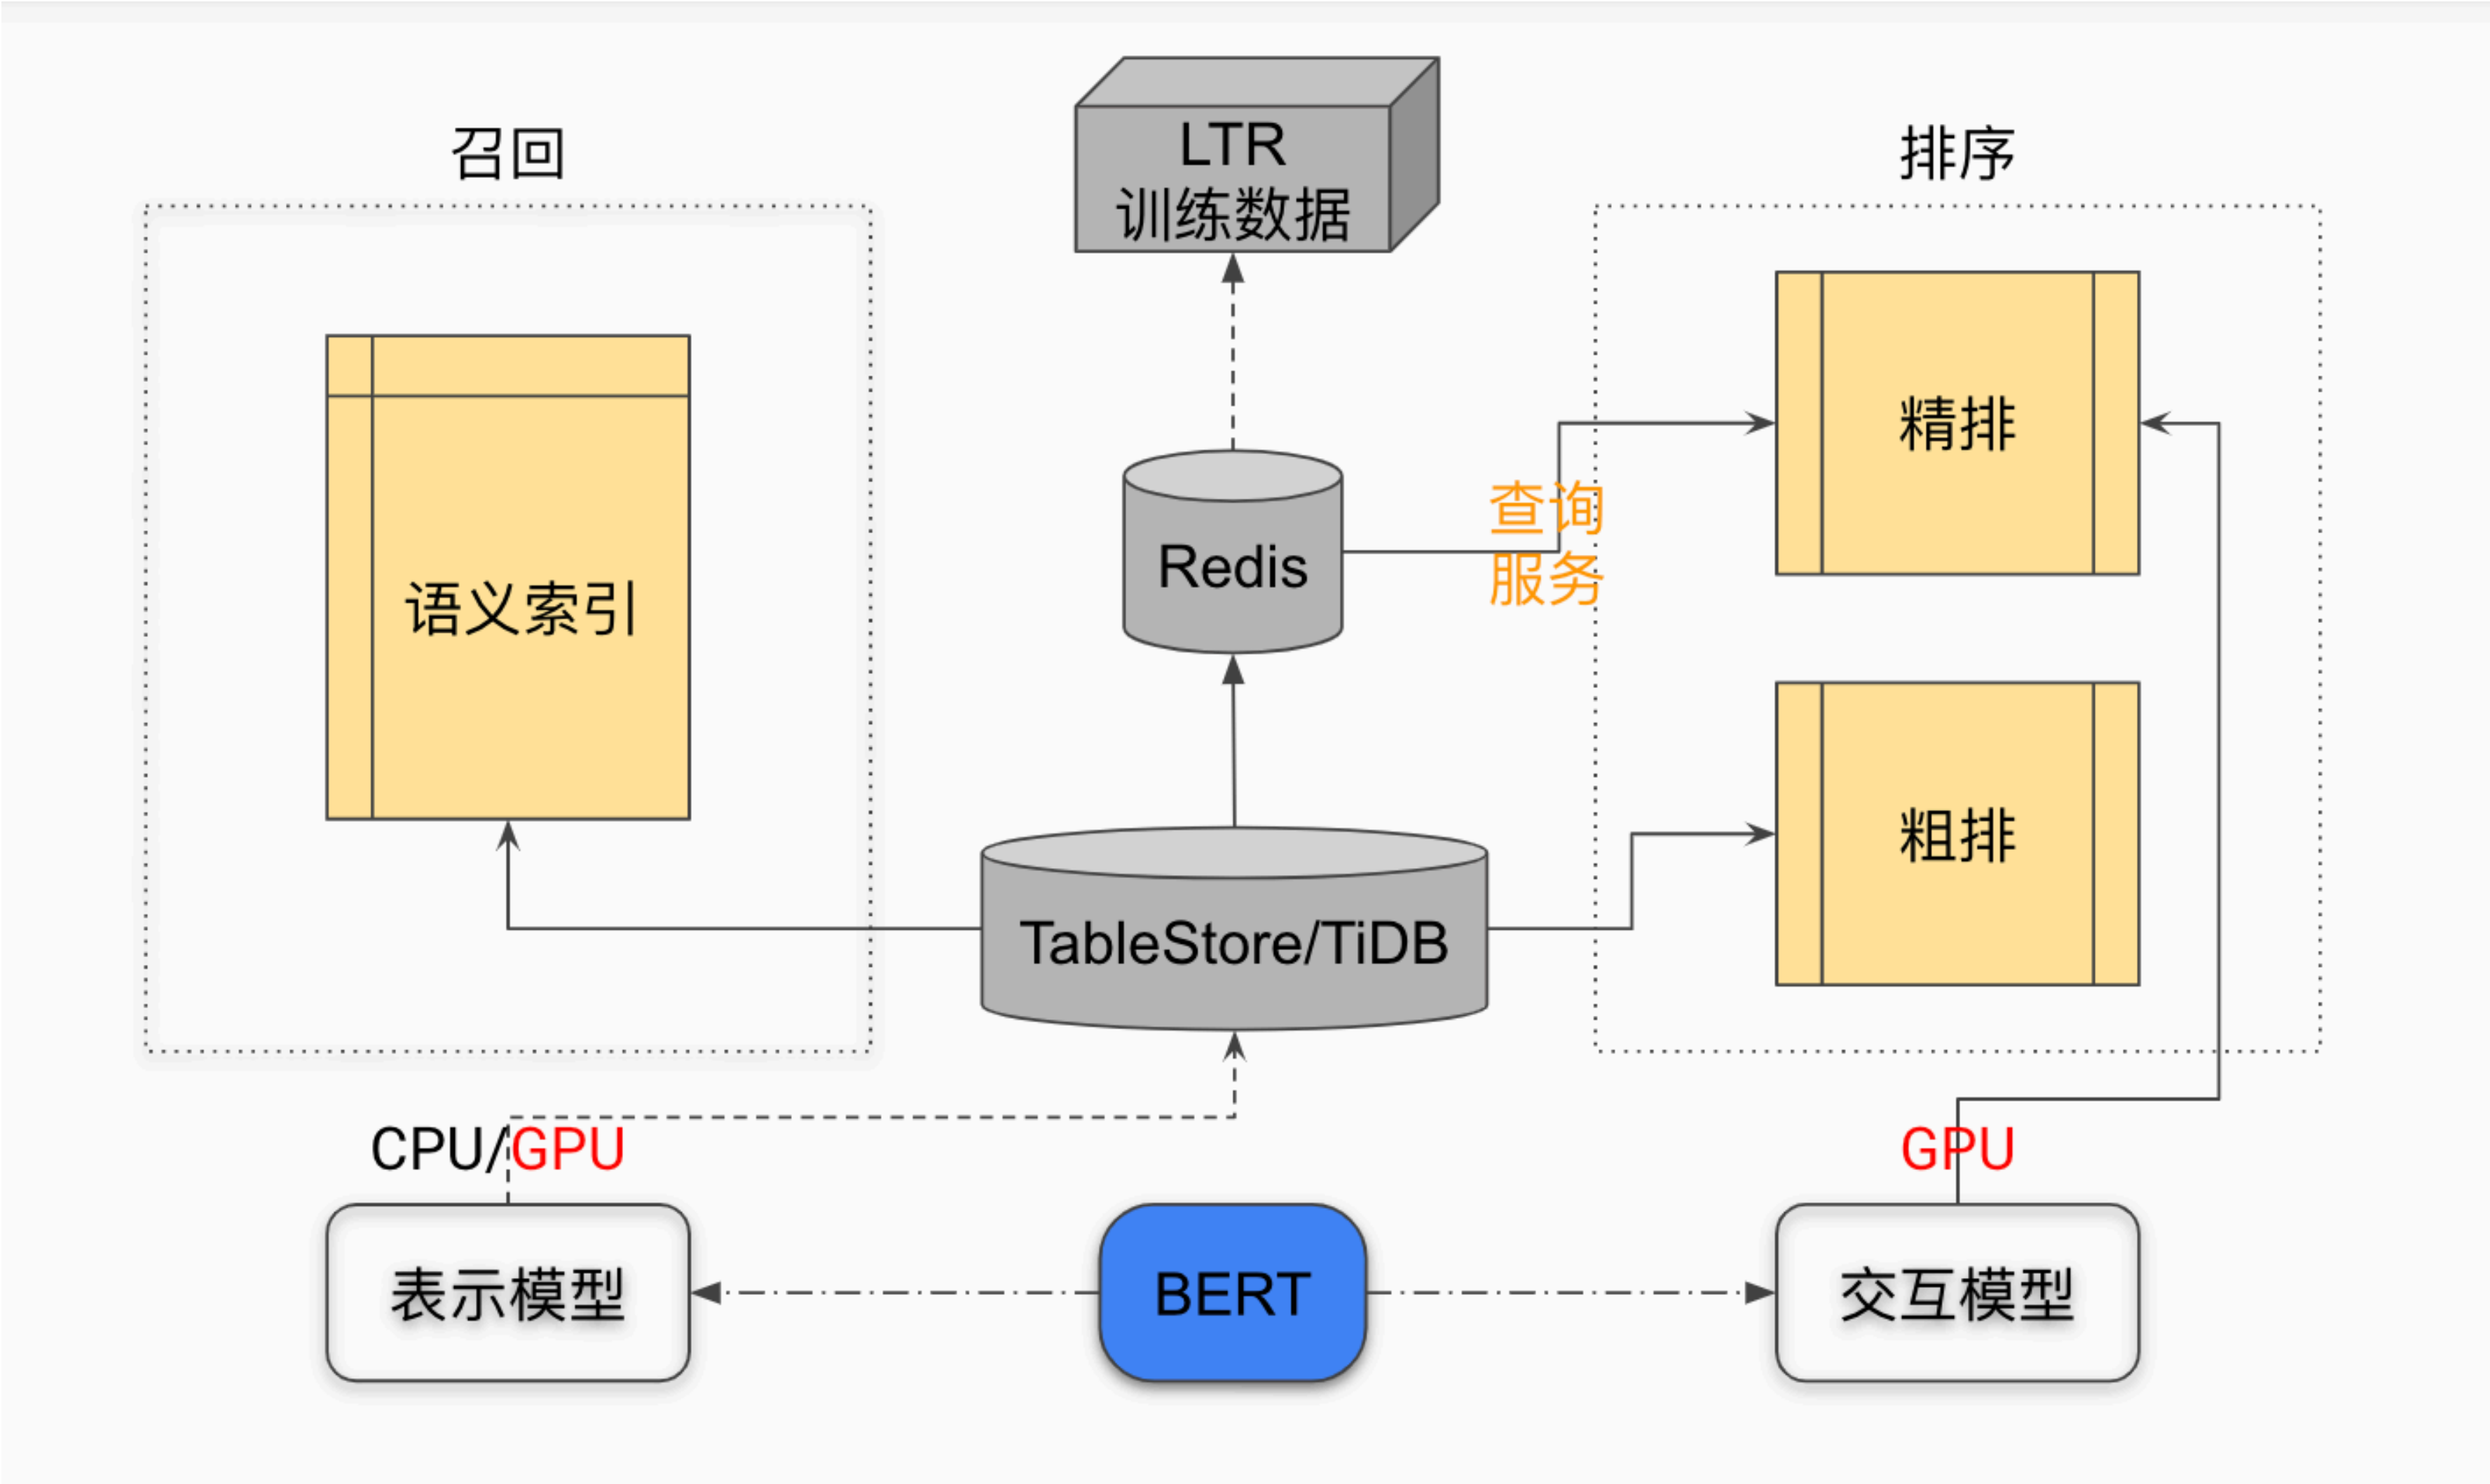 召回
LTR
训练数据
排序
精排
查询
服务
Redis
语义索引
粗排
TableStore/TiDB
CPU/GPU
GPU
表示模型
BERT
交互模型